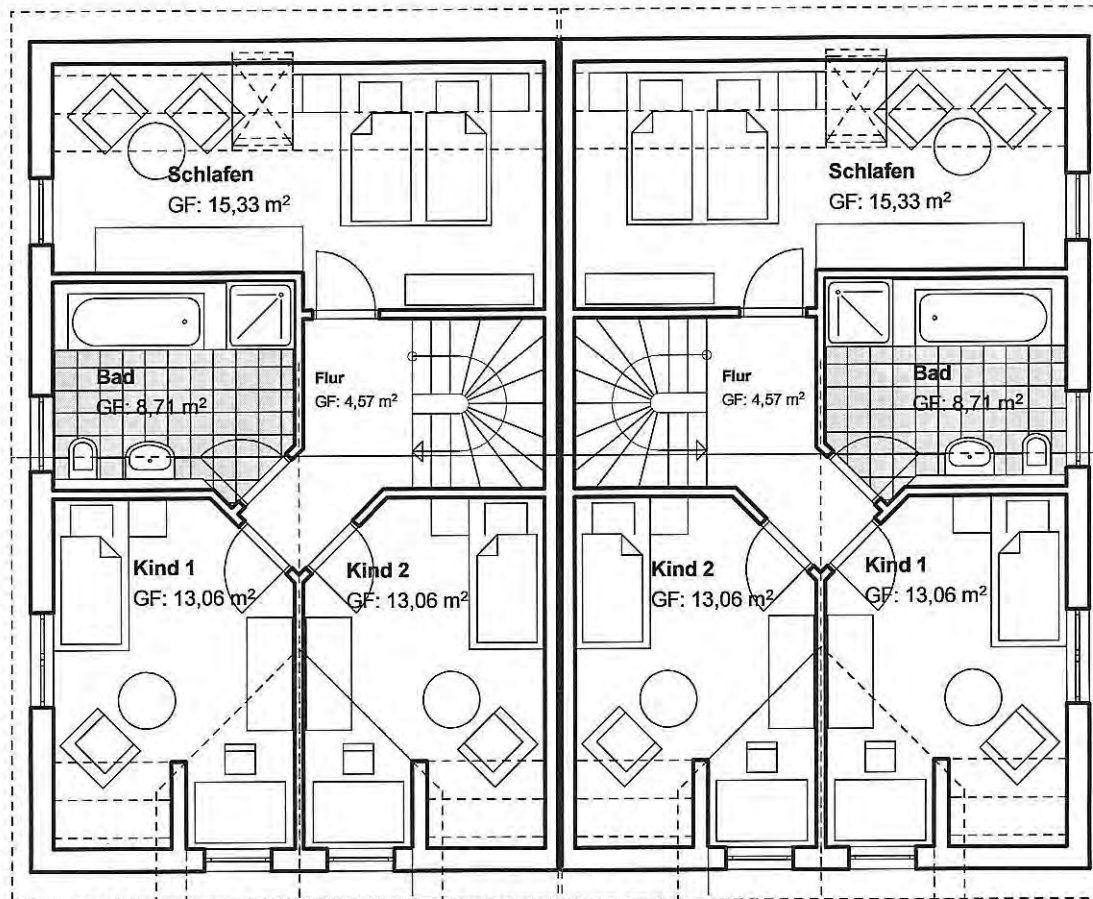 Schlafen
GF: 15,33 m²
Schlafen
GF: 15,33 m²
Bad
GF: 8,71 m²
Flur
GF: 4,57 m²
Flur
GF: 4,57 m²
Bad
GF: 8,71 m²
Kind 1
GF: 13,06 m²
Kind 2
GF: 13,06 m²
Kind 2
GF: 13,06 m²
Kind 1
GF: 13,06 m²